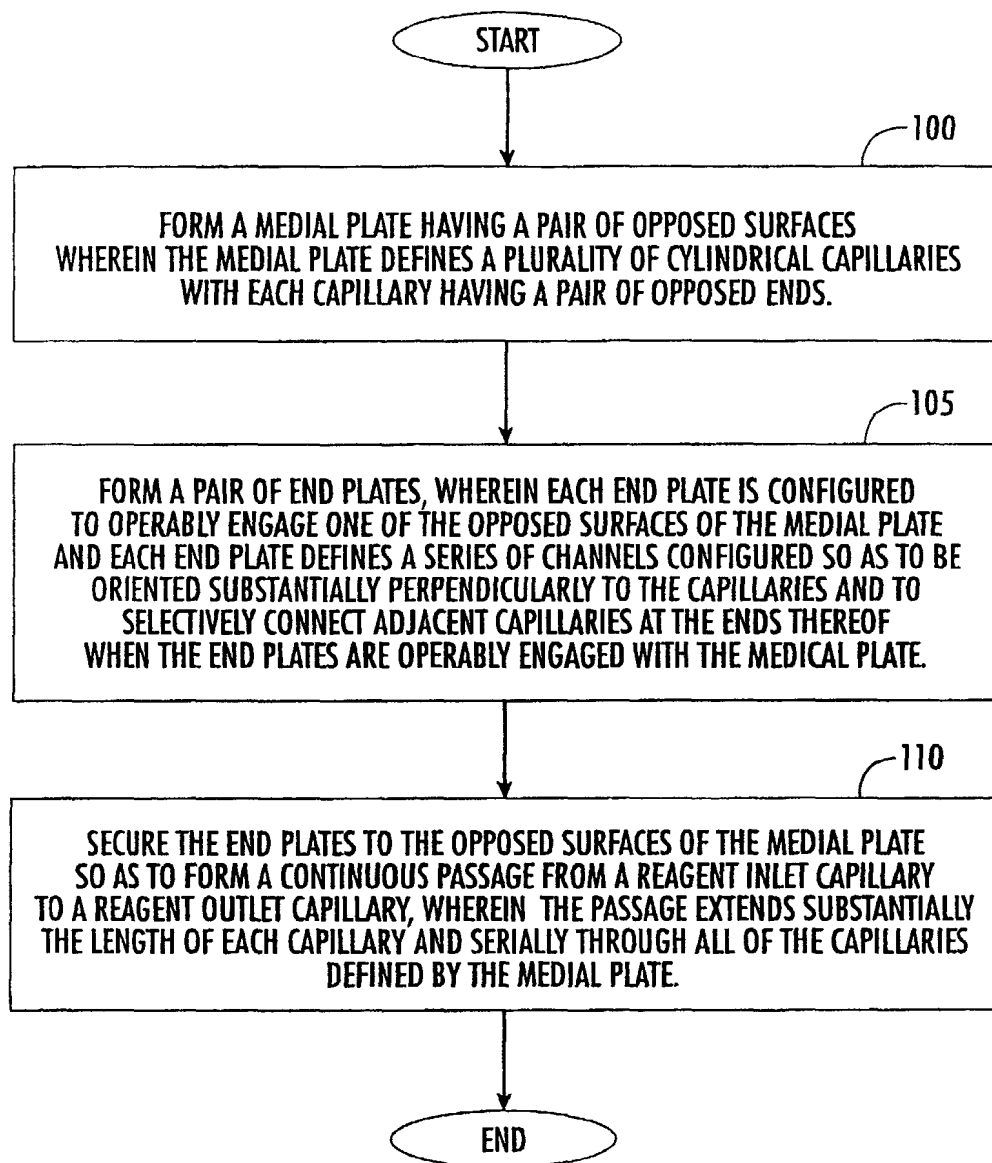 START
100
FORM A MEDIAL PLATE HAVING A PAIR OF OPPOSED SURFACES
WHEREIN THE MEDIAL PLATE DEFINES A PLURALITY OF CYLINDRICAL CAPILLARIES
WITH EACH CAPILLARY HAVING A PAIR OF OPPOSED ENDS.
105
FORM A PAIR OF END PLATES, WHEREIN EACH END PLATE IS CONFIGURED
TO OPERABLY ENGAGE ONE OF THE OPPOSED SURFACES OF THE MEDIAL PLATE
AND EACH END PLATE DEFINES A SERIES OF CHANNELS CONFIGURED SO AS TO BE
ORIENTED SUBSTANTIALLY PERPENDICULARLY TO THE CAPILLARIES AND TO
SELECTIVELY CONNECT ADJACENT CAPILLARIES AT THE ENDS THEREOF
WHEN THE END PLATES ARE OPERABLY ENGAGED WITH THE MEDICAL PLATE.
110
SECURE THE END PLATES TO THE OPPOSED SURFACES OF THE MEDIAL PLATE
SO AS TO FORM A CONTINUOUS PASSAGE FROM A REAGENT INLET CAPILLARY
TO A REAGENT OUTLET CAPILLARY, WHEREIN THE PASSAGE EXTENDS SUBSTANTIALLY
THE LENGTH OF EACH CAPILLARY AND SERIALLY THROUGH ALL OF THE CAPILLARIES
DEFINED BY THE MEDIAL PLATE.
END